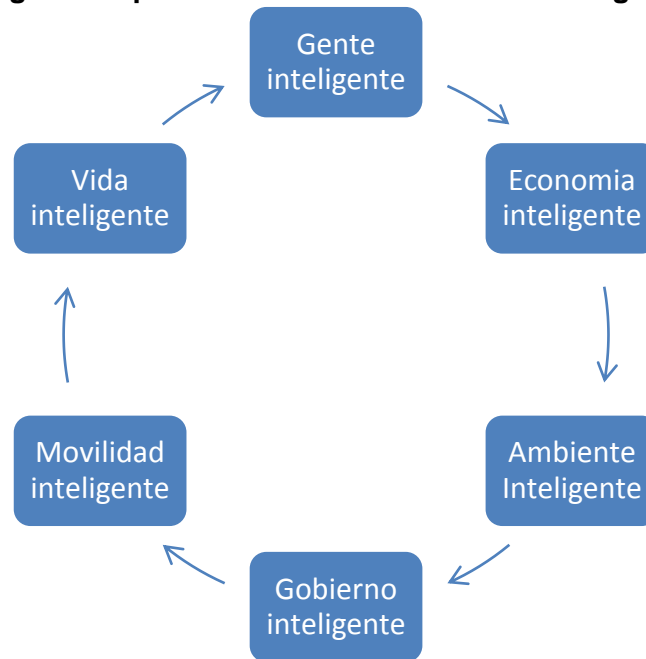 Gente
inteligente
Economia
inteligente
Ambiente
Inteligente
Gobierno
inteligente
Movilidad
inteligente
Vida
inteligente